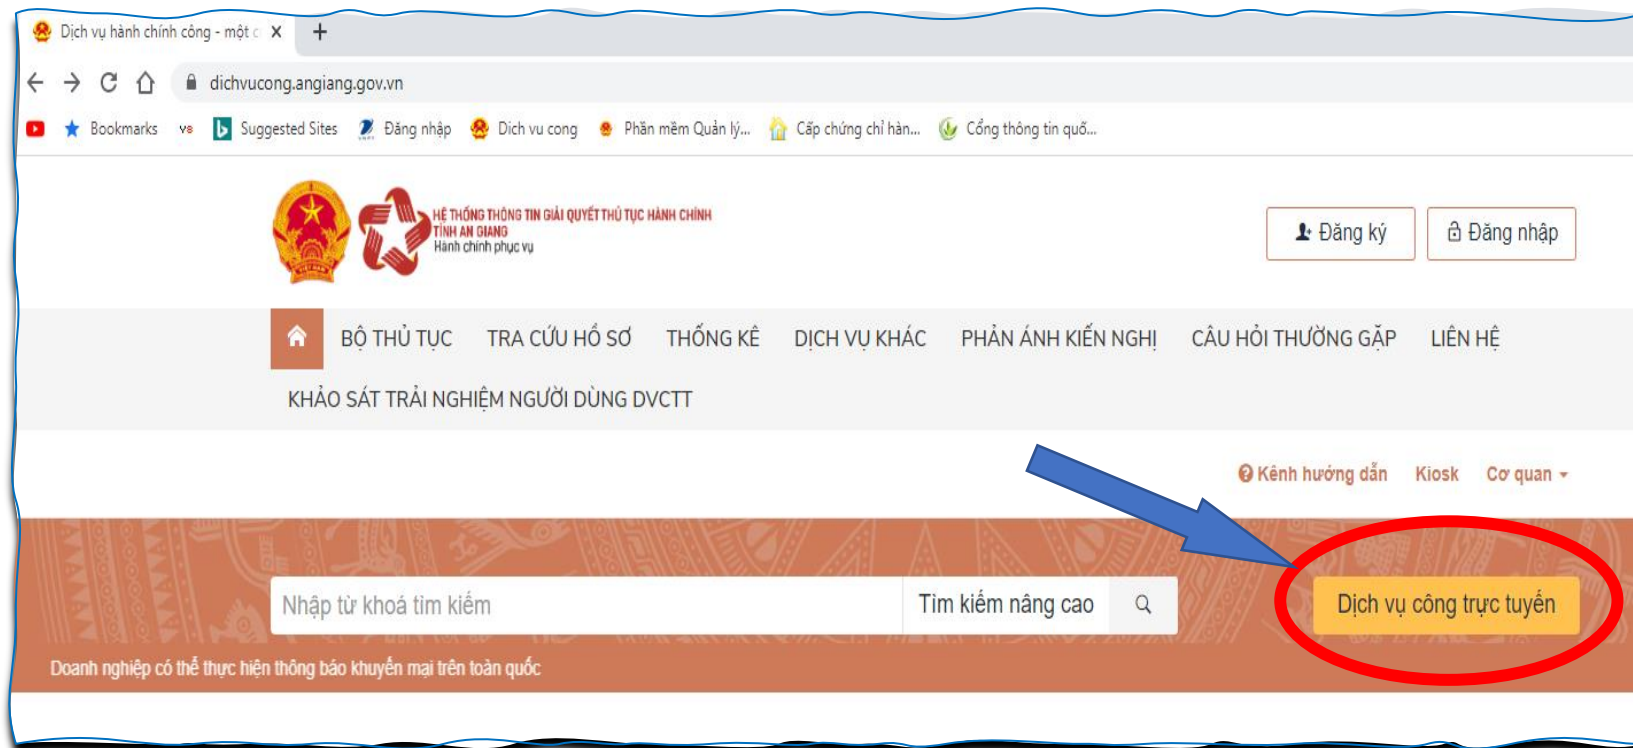 Dịch vụ hành chính công - một c
dichvucong.angiang.gov.vn
Bookmarks Suggested Sites Đăng nhập Dich vu cong Phần mềm Quản lý... Cấp chứng chỉ hàn... Cổng thông tin quố...
HỆ THỐNG THÔNG TIN GIẢI QUYẾT THỦ TỤC HÀNH CHÍNH
TỈNH AN GIANG
Hành chính phục vụ
Đăng ký Đăng nhập
BỘ THỦ TỤC TRA CỨU HỒ SƠ THỐNG KÊ DỊCH VỤ KHÁC PHẢN ÁNH KIẾN NGHỊ CÂU HỎI THƯỜNG GẶP LIÊN HỆ
KHẢO SÁT TRẢI NGHIỆM NGƯỜI DÙNG DVCTT
Kênh hướng dẫn Kiosk Cơ quan
Nhập từ khoá tìm kiếm Tìm kiếm nâng cao Dịch vụ công trực tuyến
Doanh nghiệp có thể thực hiện thông báo khuyến mại trên toàn quốc